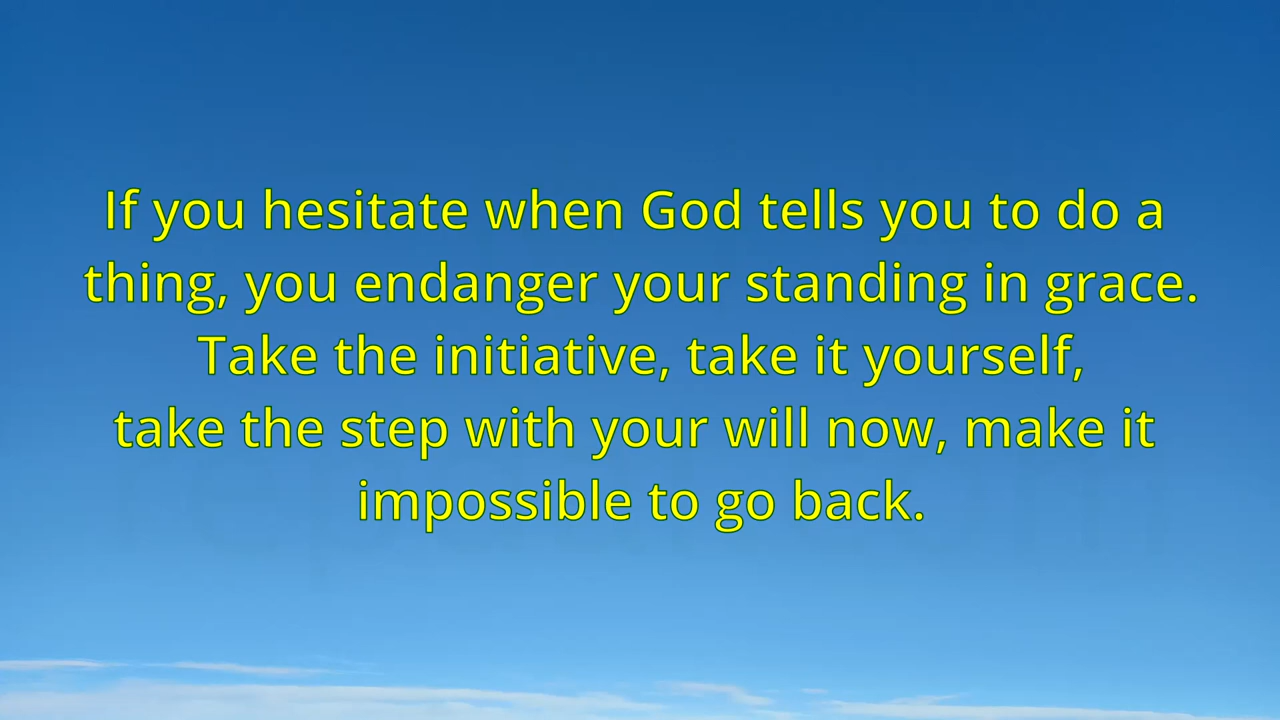 If you hesitate when God tells you to do a
thing, you endanger your standing in grace.
Take the initiative, take it yourself,
take the step with your will now, make it
impossible to go back.